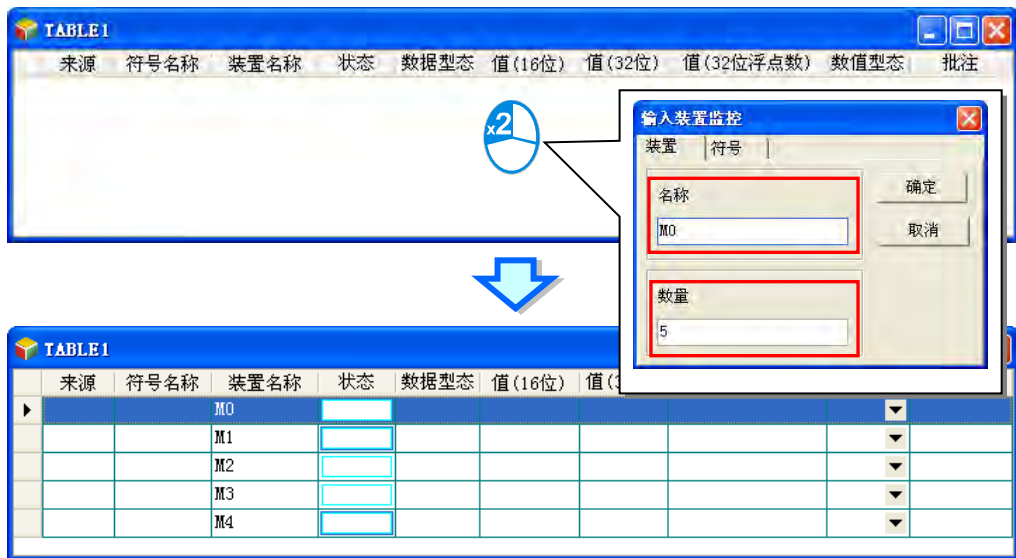 TABLE1
来源 符号名称 装置名称 状态 数据型态 值(16位) 值(32位) 值(32位浮点数) 数值型态 批注
x2
输入装置监控
装置 符号
名称
M0
确定
取消
数量
5
TABLE1
来源 符号名称 装置名称 状态 数据型态 值(16位) 值(3
M0
M1
M2
M3
M4